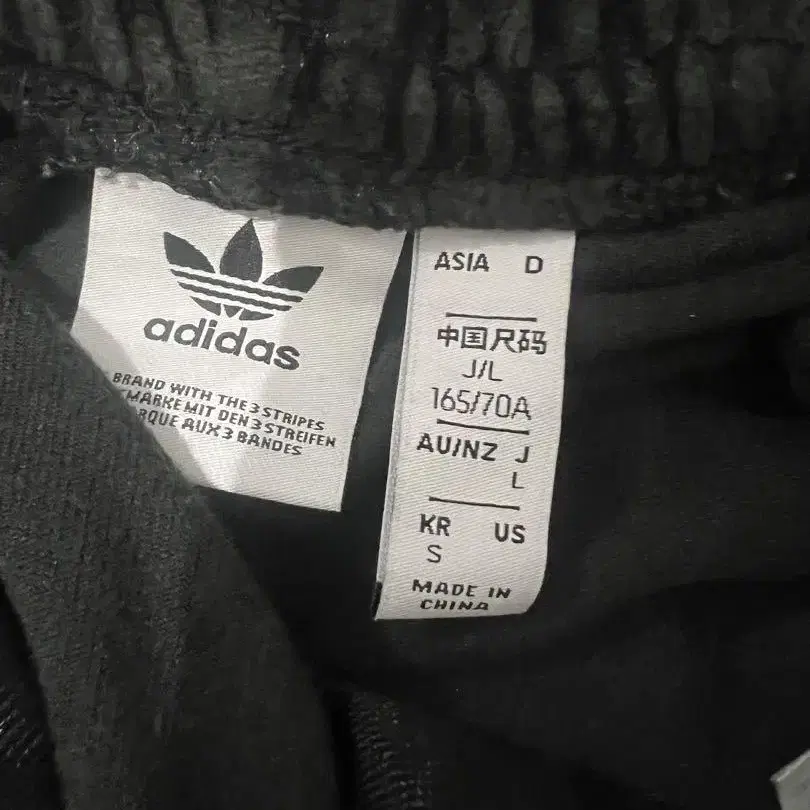 adidas
BRAND WITH THE 3 STRIPES
MARKE MIT DEN 3 STREIFEN
AUX 3 BANDES
ASIA D
中国尺码
J/L
165/70A
AU/NZ J
L
KR US
S
MADE IN
CHINA